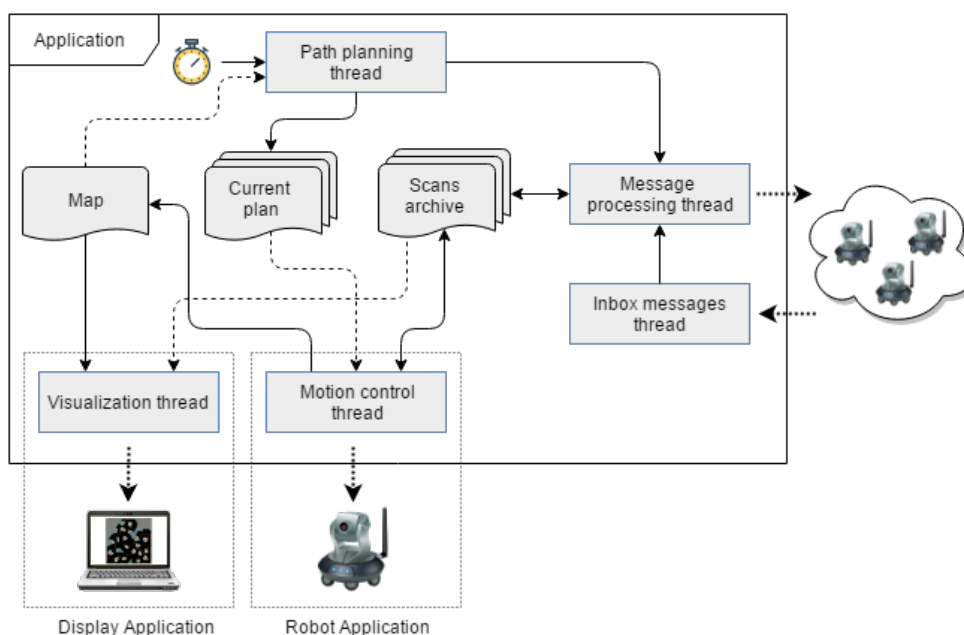 Application
Path planning
thread
Map
Current
plan
Scans
archive
Message
processing thread
Inbox messages
thread
Visualization thread
Motion control
thread
Display Application
Robot Application